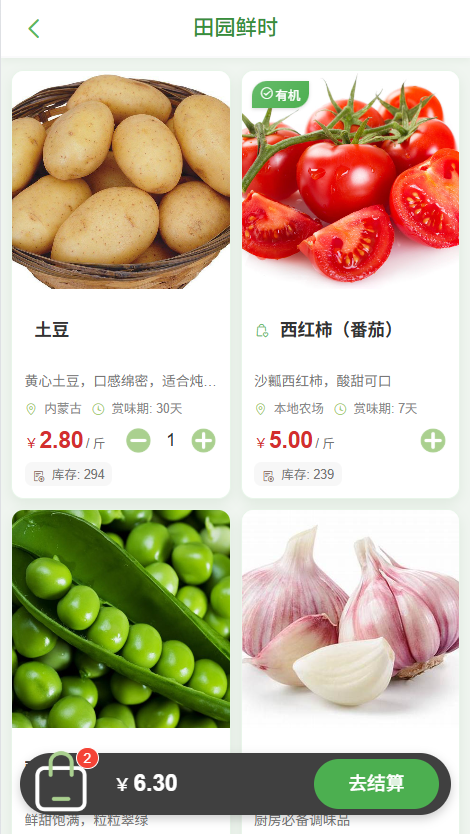 田园鲜时
有机
土豆
西红柿（番茄）
黄心土豆，口感绵密，适合炖...
沙瓤西红柿，酸甜可口
内蒙古 赏味期: 30天
本地农场 赏味期: 7天
￥2.80 / 斤 1
￥5.00 / 斤
库存: 294
库存: 239
2
￥6.30
去结算
鲜甜饱满，粒粒翠绿
厨房必备调味品